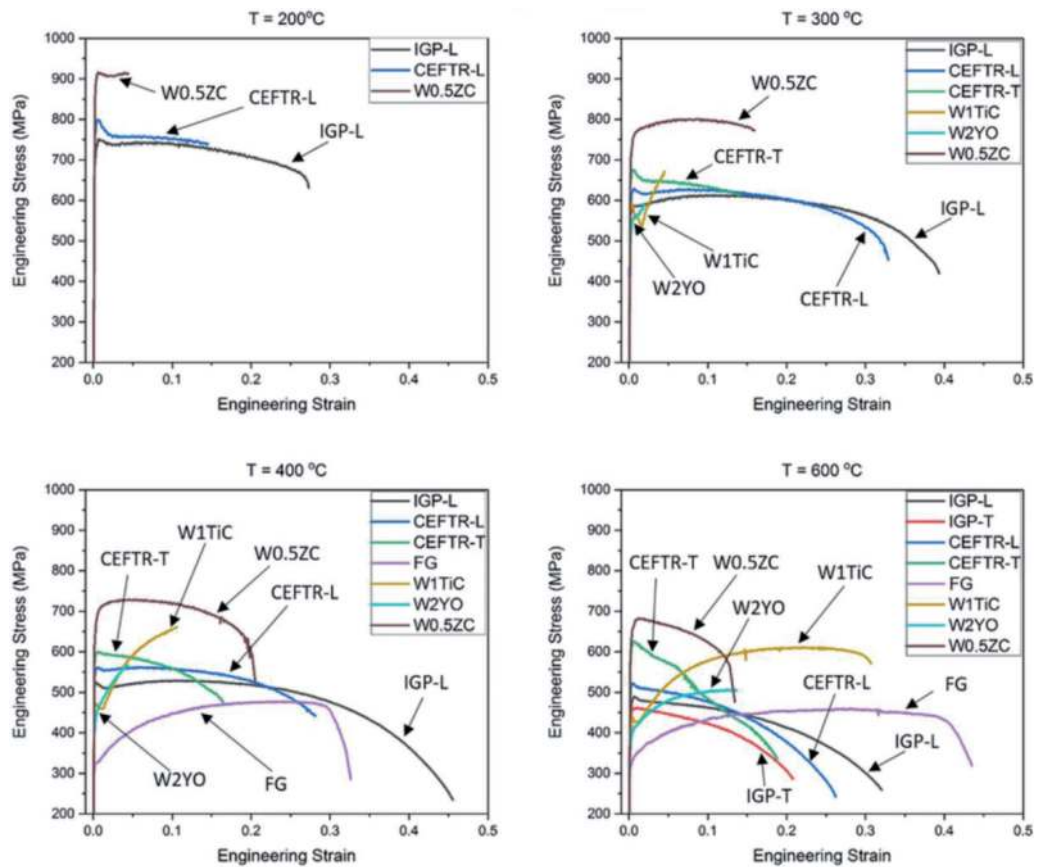 T = 200°C
Engineering Stress (MPa)
1000
900
800
700
600
500
400
300
200
0.0 0.1 0.2 0.3 0.4 0.5
Engineering Strain
IGP-L
CEFTR-L
W0.5ZC
W0.5ZC
CEFTR-L
IGP-L
T = 300 °C
Engineering Stress (MPa)
1000
900
800
700
600
500
400
300
200
0.0 0.1 0.2 0.3 0.4 0.5
Engineering Strain
IGP-L
CEFTR-L
CEFTR-T
W1TiC
W2YO
W0.5ZC
W0.5ZC
CEFTR-T
IGP-L
W1TiC
W2YO
CEFTR-L
T = 400 °C
Engineering Stress (MPa)
1000
900
800
700
600
500
400
300
200
0.0 0.1 0.2 0.3 0.4 0.5
Engineering Strain
IGP-L
CEFTR-L
CEFTR-T
FG
W1TiC
W2YO
W0.5ZC
W1TiC
CEFTR-T
W0.5ZC
CEFTR-L
IGP-L
W2YO
FG
T = 600 °C
Engineering Stress (MPa)
1000
900
800
700
600
500
400
300
200
0.0 0.1 0.2 0.3 0.4 0.5
Engineering Strain
IGP-L
IGP-T
CEFTR-L
CEFTR-T
FG
W1TiC
W2YO
W0.5ZC
CEFTR-T
W0.5ZC
W1TiC
W2YO
CEFTR-L
FG
IGP-L
IGP-T